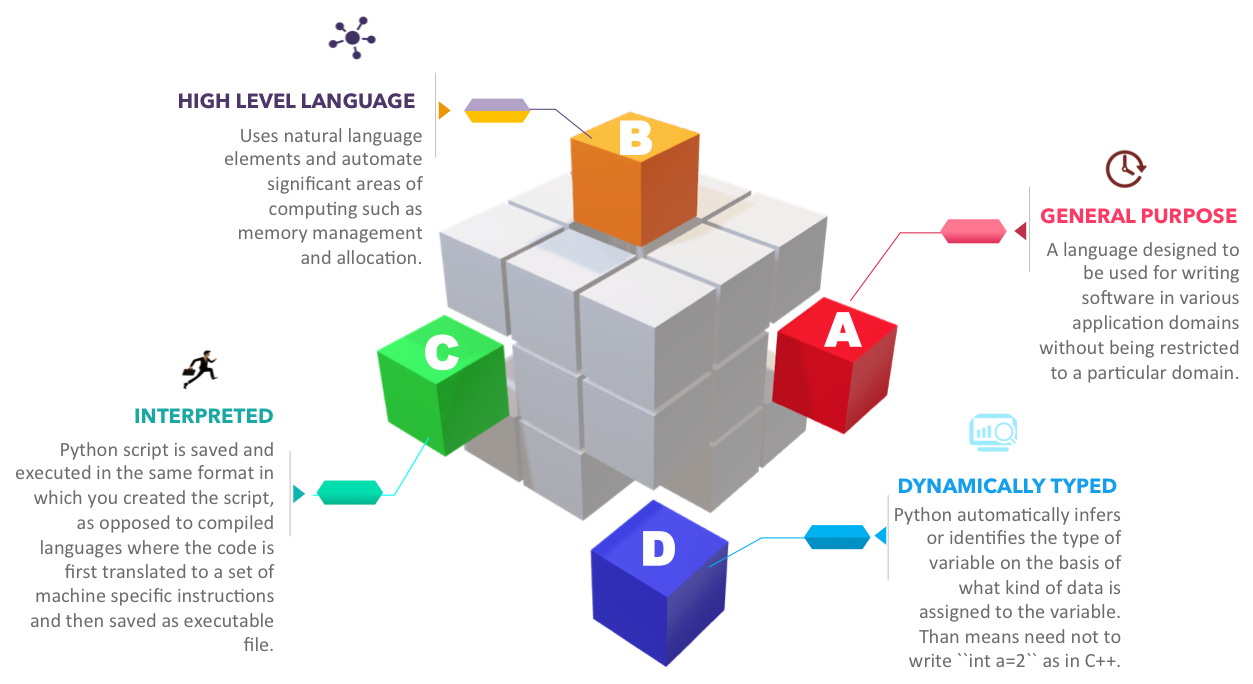 HIGH LEVEL LANGUAGE
Uses natural language
elements and automate
significant areas of
computing such as
memory management
and allocation.
B
GENERAL PURPOSE
A language designed to
be used for writing
software in various
application domains
without being restricted
to a particular domain.
A
C
INTERPRETED
Python script is saved and
executed in the same format in
which you created the script,
as opposed to compiled
languages where the code is
first translated to a set of
machine specific instructions
and then saved as executable
file.
D
DYNAMICALLY TYPED
Python automatically infers
or identifies the type of
variable on the basis of
what kind of data is
assigned to the variable.
Than means need not to
write ``int a=2`` as in C++.